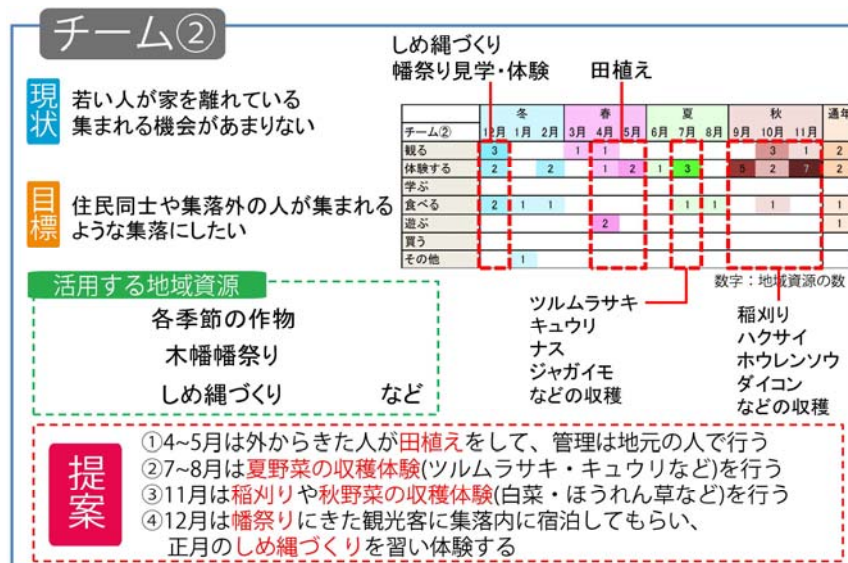 チーム②
しめ縄づくり
幡祭り見学・体験
田植え
現状
若い人が家を離れている
集まれる機会があまりない
目標
住民同士や集落外の人が集まれる
ような集落にしたい
冬 春 夏 秋 通年
チーム② 12月 1月 2月 3月 4月 5月 6月 7月 8月 9月 10月 11月
観る 3 1 1 3 1 2
体験する 2 2 1 2 1 3 5 2 7 2
学ぶ
食べる 2 1 1 1 1 1 1
遊ぶ 2 1
買う
その他 1
数字：地域資源の数
活用する地域資源
各季節の作物
木幡幡祭り
しめ縄づくり など
ツルムラサキ
キュウリ
ナス
ジャガイモ
などの収穫
稲刈り
ハクサイ
ホウレンソウ
ダイコン
などの収穫
提案
①4~5月は外からきた人が田植えをして、管理は地元の人で行う
②7~8月は夏野菜の収穫体験(ツルムラサキ・キュウリなど)を行う
③11月は稲刈りや秋野菜の収穫体験(白菜・ほうれん草など)を行う
④12月は幡祭りにきた観光客に集落内に宿泊してもらい、
正月のしめ縄づくりを習い体験する